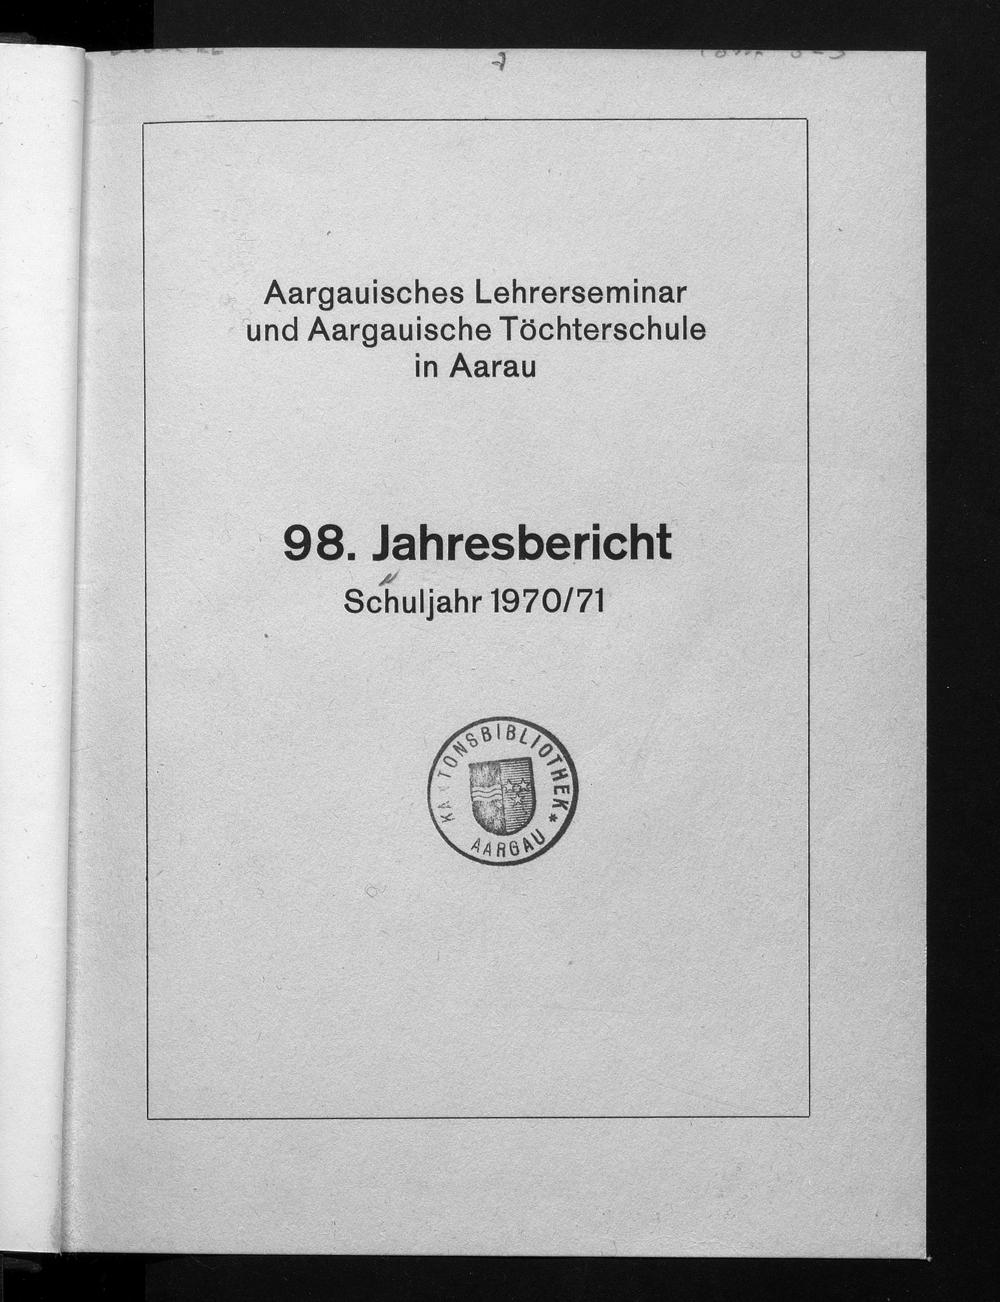 Aargauisches Lehrerseminar
und Aargauische Töchterschule
in Aarau
98. Jahresbericht
Schuljahr 1970/71
KANTONSBIBLIOTHEK *
AARGAU